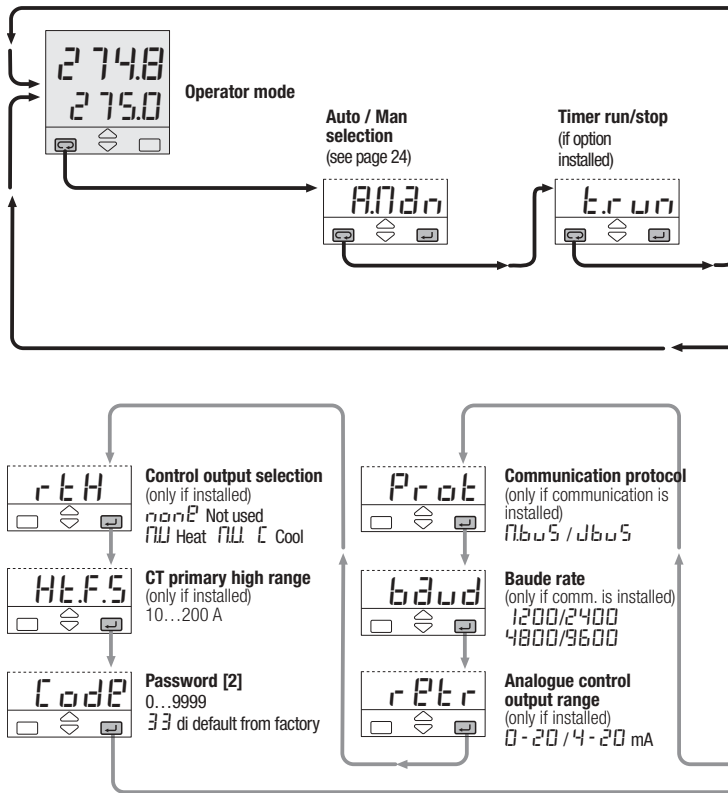 274.8
275.0
Operator mode
Auto / Man
selection
(see page 24)
A.Man
Timer run/stop
(if option
installed)
t.run
rtH
Control output selection
(only if installed)
nonE Not used
M.U Heat M.U. C Cool
Ht.F.S
CT primary high range
(only if installed)
10...200 A
CodE
Password [2]
0...9999
33 di default from factory
Prot
Communication protocol
(only if communication is
installed)
M.buS / JbuS
baud
Baude rate
(only if comm. is installed)
1200/2400
4800/9600
rEtr
Analogue control
output range
(only if installed)
0-20 / 4-20 mA